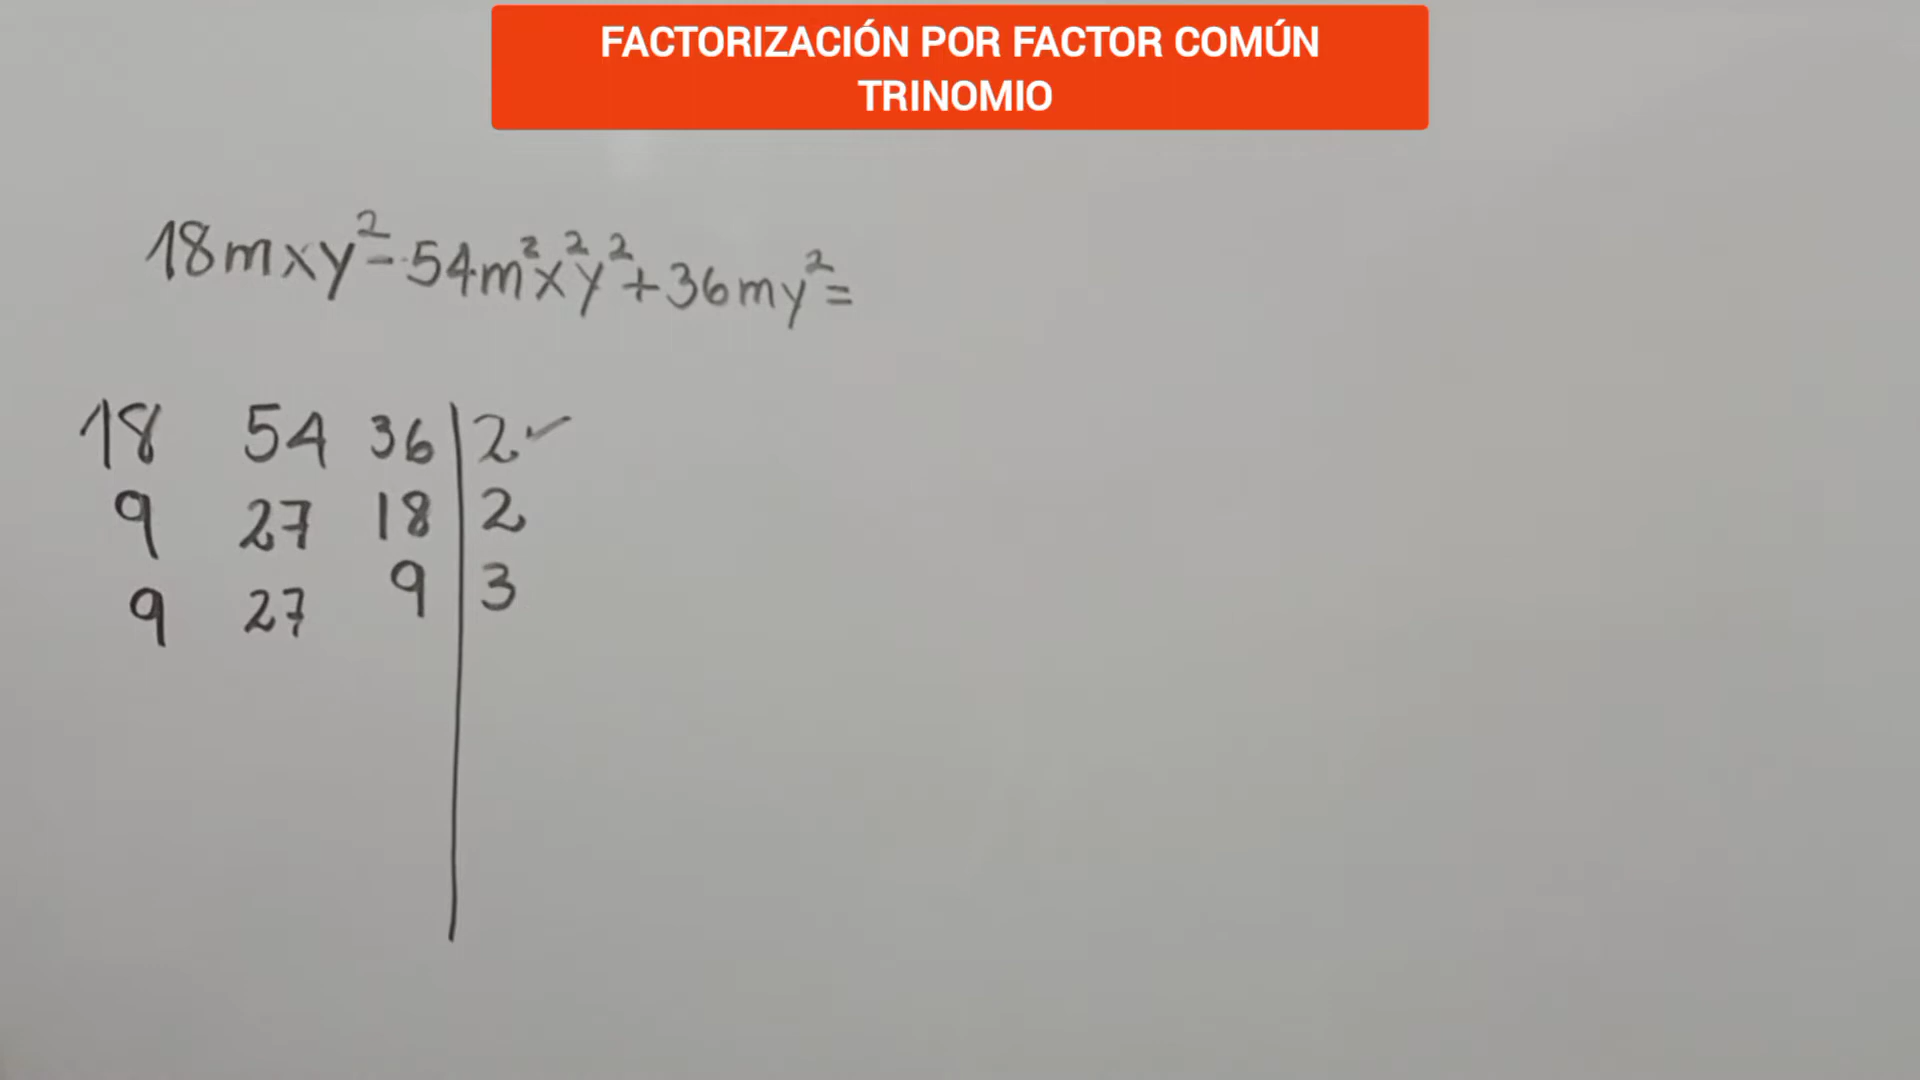 FACTORIZACIÓN POR FACTOR COMÚN
TRINOMIO
18mxy² - 54m²x²y² + 36my² =
18 54 36 | 2 ✓
9 27 18 | 2
9 27 9 | 3